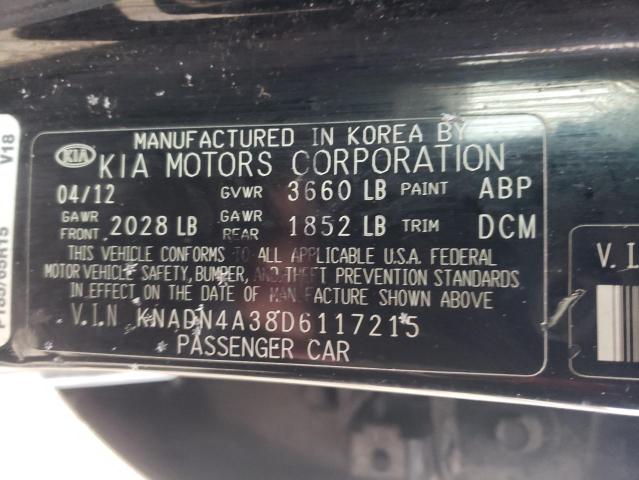 MANUFACTURED IN KOREA BY
KIA KIA MOTORS CORPORATION
04/12 GVWR 3660 LB PAINT ABP
GAWR FRONT 2028 LB GAWR REAR 1852 LB TRIM DCM
THIS VEHICLE CONFORMS TO ALL APPLICABLE U.S.A. FEDERAL
MOTOR VEHICLE SAFETY, BUMPER, AND THEFT PREVENTION STANDARDS
IN EFFECT ON THE DATE OF MANUFACTURE SHOWN ABOVE
V.I.N KNADN4A38D6117215
PASSENGER CAR
V18
V.I